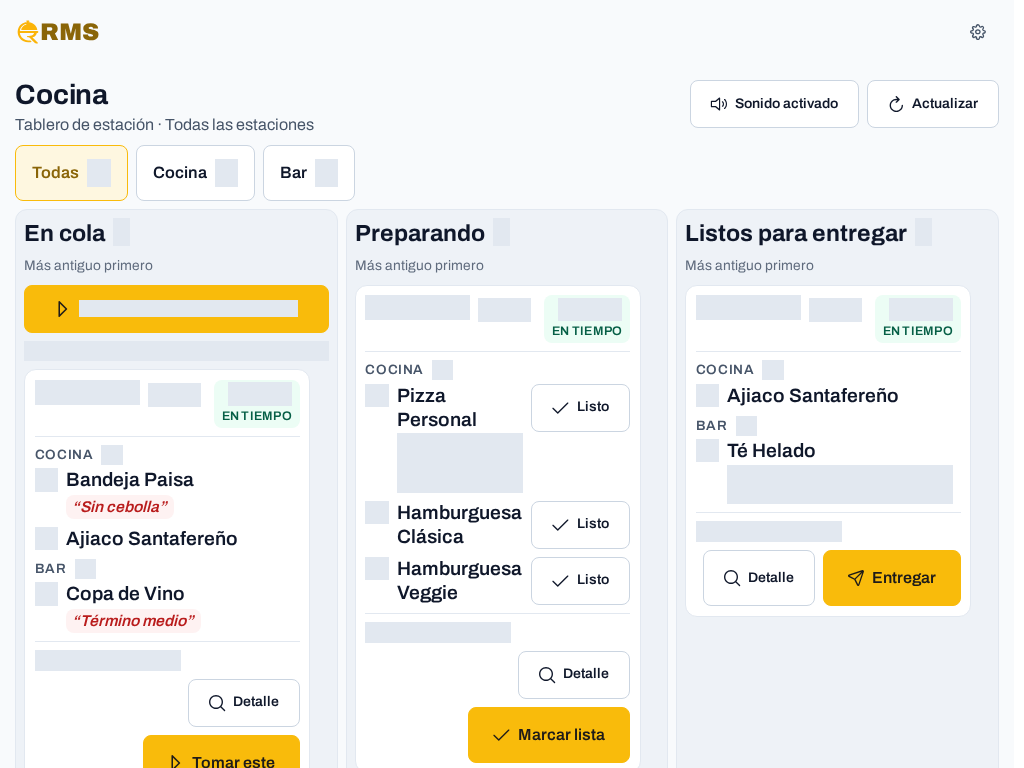 RMS
Cocina
Tablero de estación · Todas las estaciones
Sonido activado
Actualizar
Todas
Cocina
Bar
En cola
Más antiguo primero
EN TIEMPO
COCINA
Bandeja Paisa
“Sin cebolla”
Ajiaco Santafereño
BAR
Copa de Vino
“Término medio”
Detalle
Tomar este
Preparando
Más antiguo primero
EN TIEMPO
COCINA
Pizza
Personal
Listo
Hamburguesa
Clásica
Listo
Hamburguesa
Veggie
Listo
Detalle
Marcar lista
Listos para entregar
Más antiguo primero
EN TIEMPO
COCINA
Ajiaco Santafereño
BAR
Té Helado
Detalle
Entregar